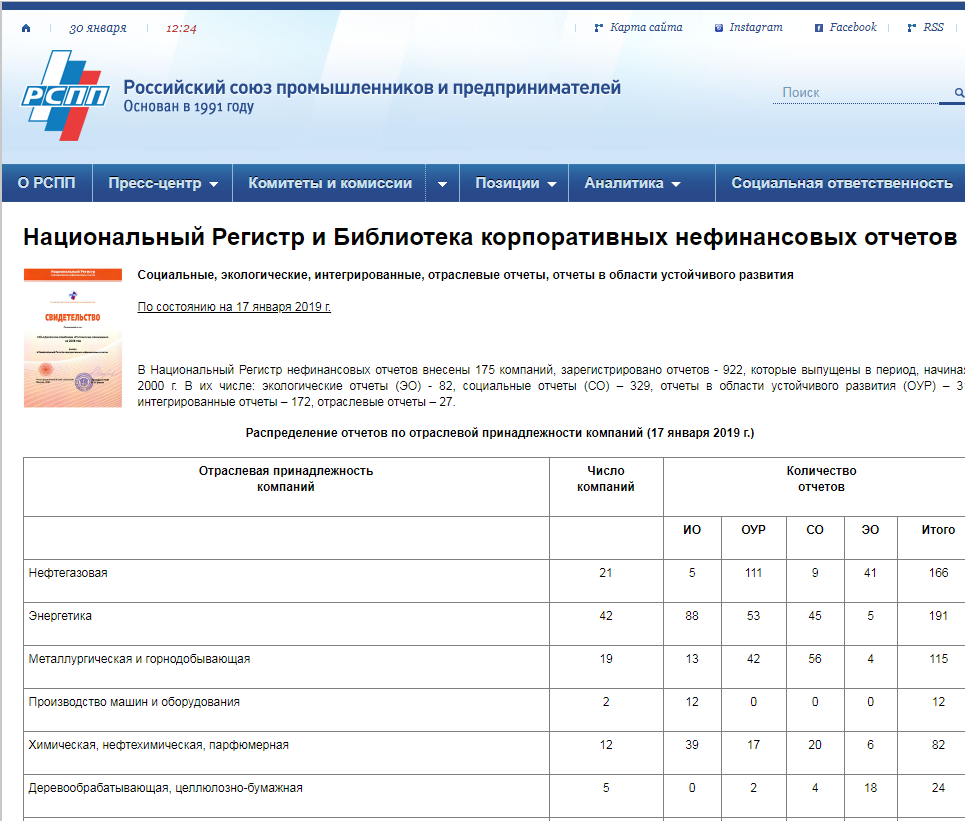 30 января 12:24 Карта сайта Instagram Facebook RSS
РСПП
Российский союз промышленников и предпринимателей
Основан в 1991 году
Поиск
О РСПП Пресс-центр Комитеты и комиссии Позиции Аналитика Социальная ответственность
Национальный Регистр и Библиотека корпоративных нефинансовых отчетов
Национальный Регистр
СВИДЕТЕЛЬСТВО
Социальные, экологические, интегрированные, отраслевые отчеты, отчеты в области устойчивого развития
По состоянию на 17 января 2019 г.
В Национальный Регистр нефинансовых отчетов внесены 175 компаний, зарегистрировано отчетов - 922, которые выпущены в период, начиная
2000 г. В их числе: экологические отчеты (ЭО) - 82, социальные отчеты (СО) – 329, отчеты в области устойчивого развития (ОУР) – 3
интегрированные отчеты – 172, отраслевые отчеты – 27.
Распределение отчетов по отраслевой принадлежности компаний (17 января 2019 г.)
Отраслевая принадлежность
компаний
Число
компаний
Количество
отчетов
ИО ОУР СО ЭО Итого
Нефтегазовая 21 5 111 9 41 166
Энергетика 42 88 53 45 5 191
Металлургическая и горнодобывающая 19 13 42 56 4 115
Производство машин и оборудования 2 12 0 0 0 12
Химическая, нефтехимическая, парфюмерная 12 39 17 20 6 82
Деревообрабатывающая, целлюлозно-бумажная 5 0 2 4 18 24